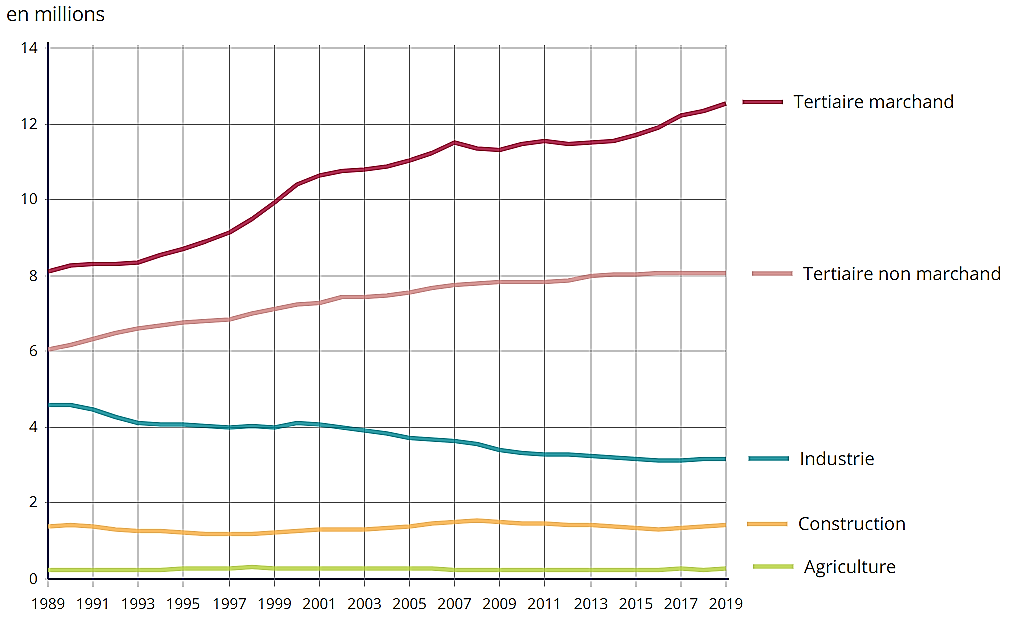 en millions
14
12
10
8
6
4
2
0
Tertiaire marchand
Tertiaire non marchand
Industrie
Construction
Agriculture
1989 1991 1993 1995 1997 1999 2001 2003 2005 2007 2009 2011 2013 2015 2017 2019